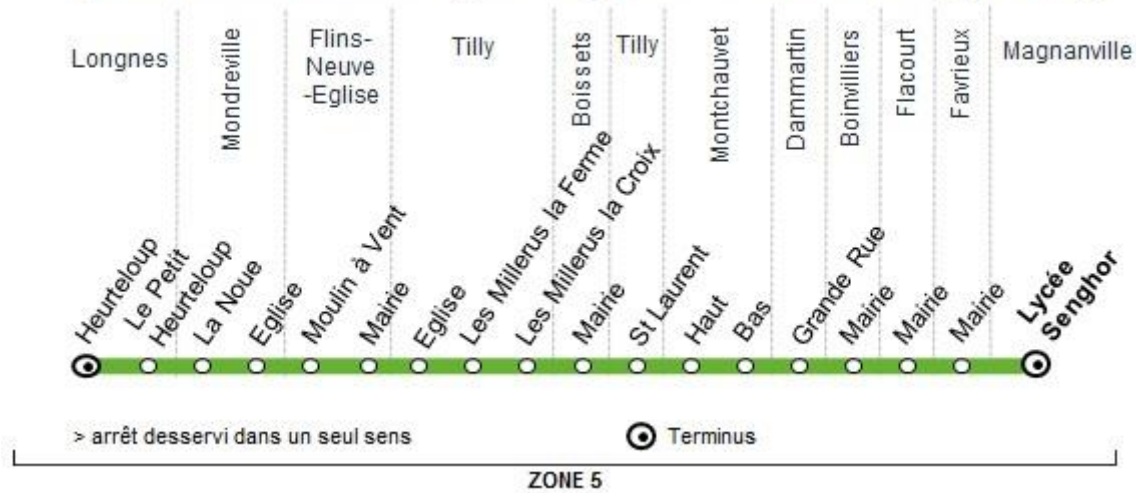 Longnes
Mondreville
Flins-
Neuve
-Eglise
Tilly
Boissets
Tilly
Montchauvet
Dammartin
Boinvilliers
Flacourt
Favrieux
Magnanville
Heurteloup
Le Petit
Heurteloup
La Noue
Eglise
Moulin à Vent
Mairie
Eglise
Les Millerus la Ferme
Les Millerus la Croix
Mairie
St Laurent
Haut
Bas
Grande Rue
Mairie
Mairie
Mairie
Lycée
Senghor
> arrêt desservi dans un seul sens
Terminus
ZONE 5